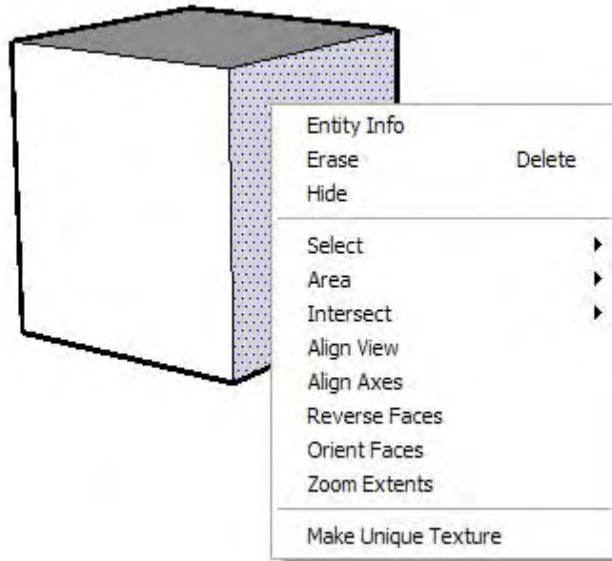 Entity Info
Erase Delete
Hide
Select
Area
Intersect
Align View
Align Axes
Reverse Faces
Orient Faces
Zoom Extents
Make Unique Texture